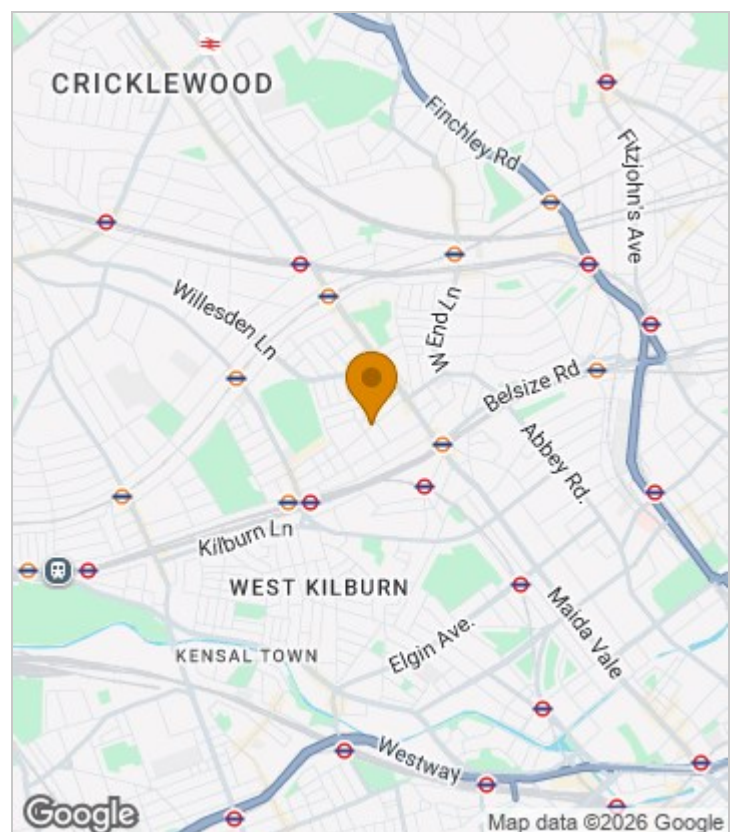 CRICKLEWOOD
Finchley Rd
Fitzjohn's Ave
Willesden Ln
W End Ln
Belsize Rd
Abbey Rd.
Kilburn Ln
WEST KILBURN
Maida Vale
Elgin Ave.
KENSAL TOWN
Westway
Google
Map data ©2026 Google